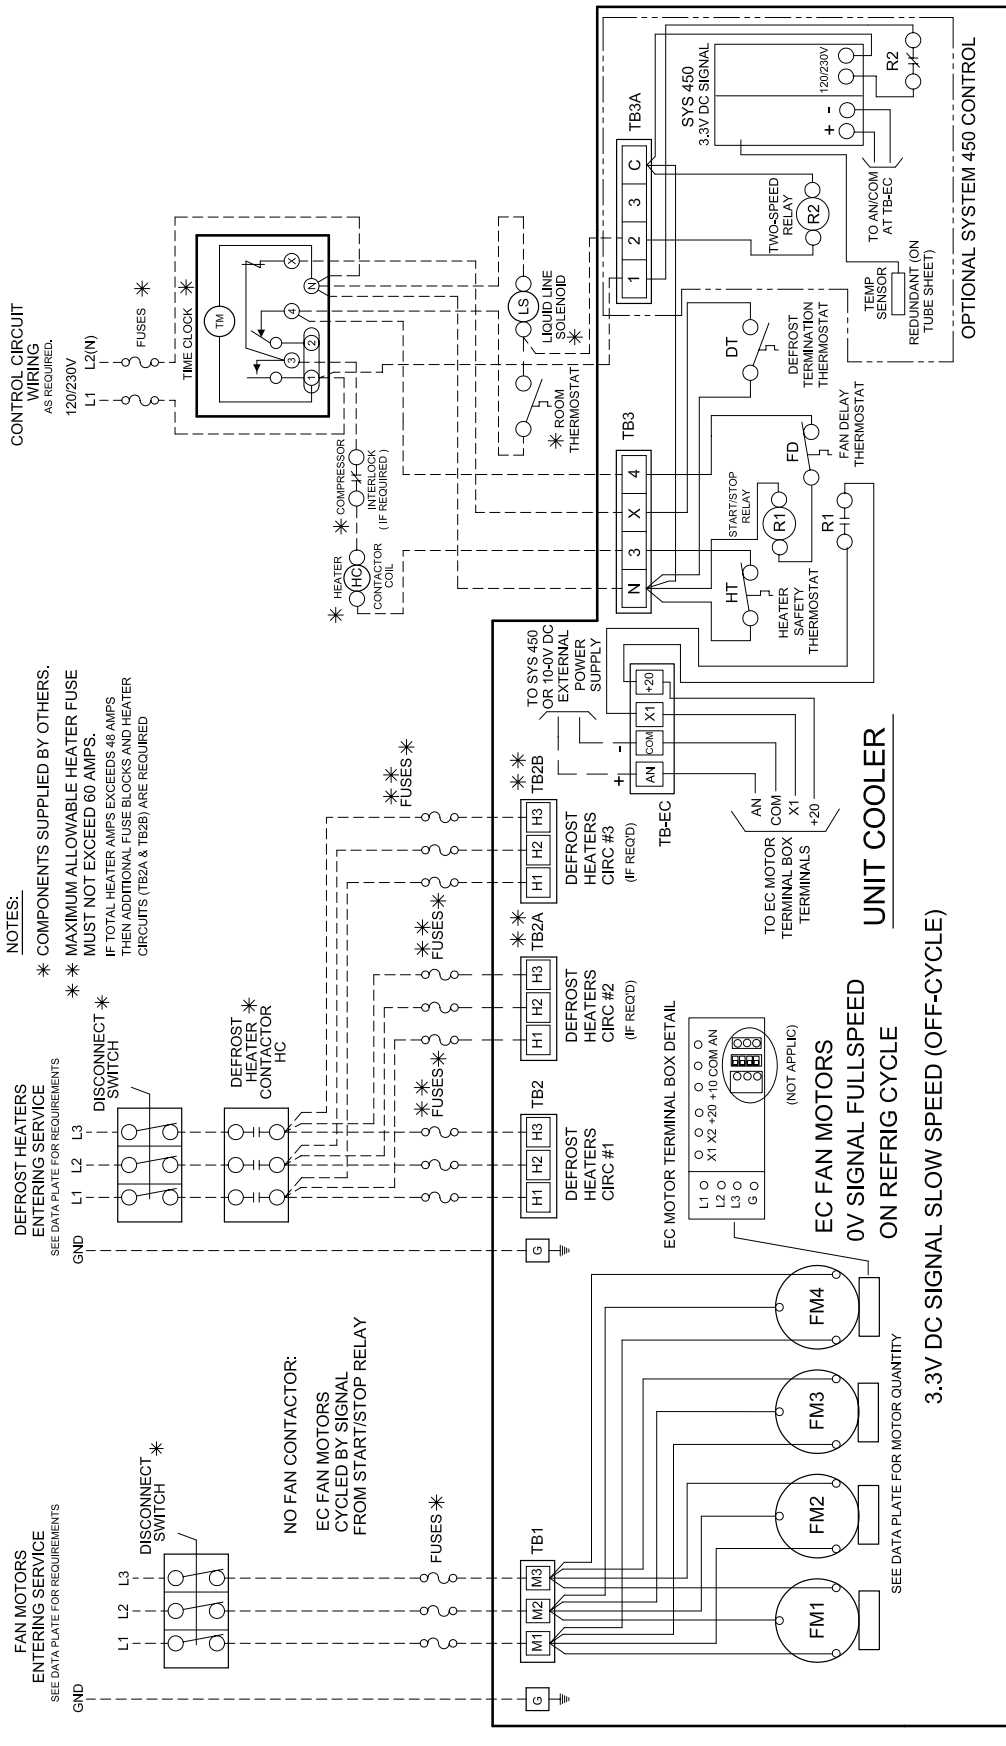 FAN MOTORS
ENTERING SERVICE
SEE DATA PLATE FOR REQUIREMENTS
GND
L1
L2
L3
DISCONNECT *
SWITCH
NO FAN CONTACTOR:
EC FAN MOTORS
CYCLED BY SIGNAL
FROM START/STOP RELAY
FUSES *
G
M1
M2
M3
TB1
FM1
FM2
FM3
FM4
SEE DATA PLATE FOR MOTOR QUANTITY
DEFROST HEATERS
ENTERING SERVICE
SEE DATA PLATE FOR REQUIREMENTS
GND
L1
L2
L3
DISCONNECT *
SWITCH
DEFROST
HEATER *
CONTACTOR
HC
* *
FUSES
* *
FUSES
* *
FUSES
G
H1
H2
H3
TB2
DEFROST
HEATERS
CIRC #1
H1
H2
H3
* *
TB2A
DEFROST
HEATERS
CIRC #2
(IF REQ'D)
H1
H2
H3
* *
TB2B
DEFROST
HEATERS
CIRC #3
(IF REQ'D)
EC MOTOR TERMINAL BOX DETAIL
L1
L2
L3
G
X1 X2 +20 +10 COM AN
(NOT APPLIC)
EC FAN MOTORS
0V SIGNAL FULLSPEED
ON REFRIG CYCLE
3.3V DC SIGNAL SLOW SPEED (OFF-CYCLE)
NOTES:
* COMPONENTS SUPPLIED BY OTHERS.
* * MAXIMUM ALLOWABLE HEATER FUSE
MUST NOT EXCEED 60 AMPS.
IF TOTAL HEATER AMPS EXCEEDS 48 AMPS
THEN ADDITIONAL FUSE BLOCKS AND HEATER
CIRCUITS (TB2A & TB2B) ARE REQUIRED
TO SYS 450
OR 10-0V DC
EXTERNAL
POWER
SUPPLY
+
-
AN
COM
X1
+20
TB-EC
AN
COM
X1
+20
TO EC MOTOR
TERMINAL BOX
TERMINALS
UNIT COOLER
CONTROL CIRCUIT
WIRING
AS REQUIRED.
120/230V
L1
L2(N)
FUSES *
TIME CLOCK *
TM
1
3
2
4
N
X
* COMPRESSOR
INTERLOCK
( IF REQUIRED )
* HEATER
HC
CONTACTOR
COIL
LS
LIQUID LINE
SOLENOID
*
* ROOM
THERMOSTAT
N
3
X
4
TB3
HT
HEATER
SAFETY
THERMOSTAT
START/STOP
RELAY
R1
R1
FD
FAN DELAY
THERMOSTAT
DT
DEFROST
TERMINATION
THERMOSTAT
1
2
3
C
TB3A
TWO-SPEED
RELAY
R2
SYS 450
3.3V DC SIGNAL
+
-
120/230V
R2
TO AN/COM
AT TB-EC
TEMP
SENSOR
REDUNDANT (ON
TUBE SHEET)
OPTIONAL SYSTEM 450 CONTROL